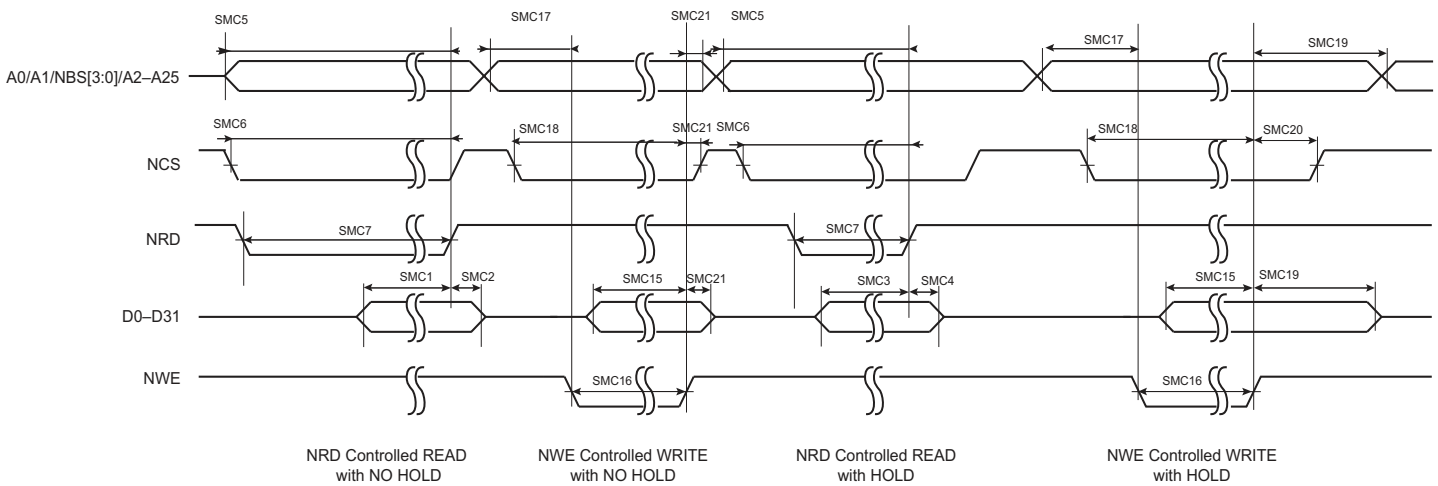 SMC5 SMC17 SMC21 SMC5
SMC17 SMC19
A0/A1/NBS[3:0]/A2–A25
SMC6 SMC18 SMC21 SMC6 SMC18 SMC20
NCS
SMC7 SMC7
NRD
SMC1 SMC2 SMC15 SMC21 SMC3 SMC4 SMC15 SMC19
D0–D31
NWE
SMC16 SMC16
NRD Controlled READ
with NO HOLD
NWE Controlled WRITE
with NO HOLD
NRD Controlled READ
with HOLD
NWE Controlled WRITE
with HOLD